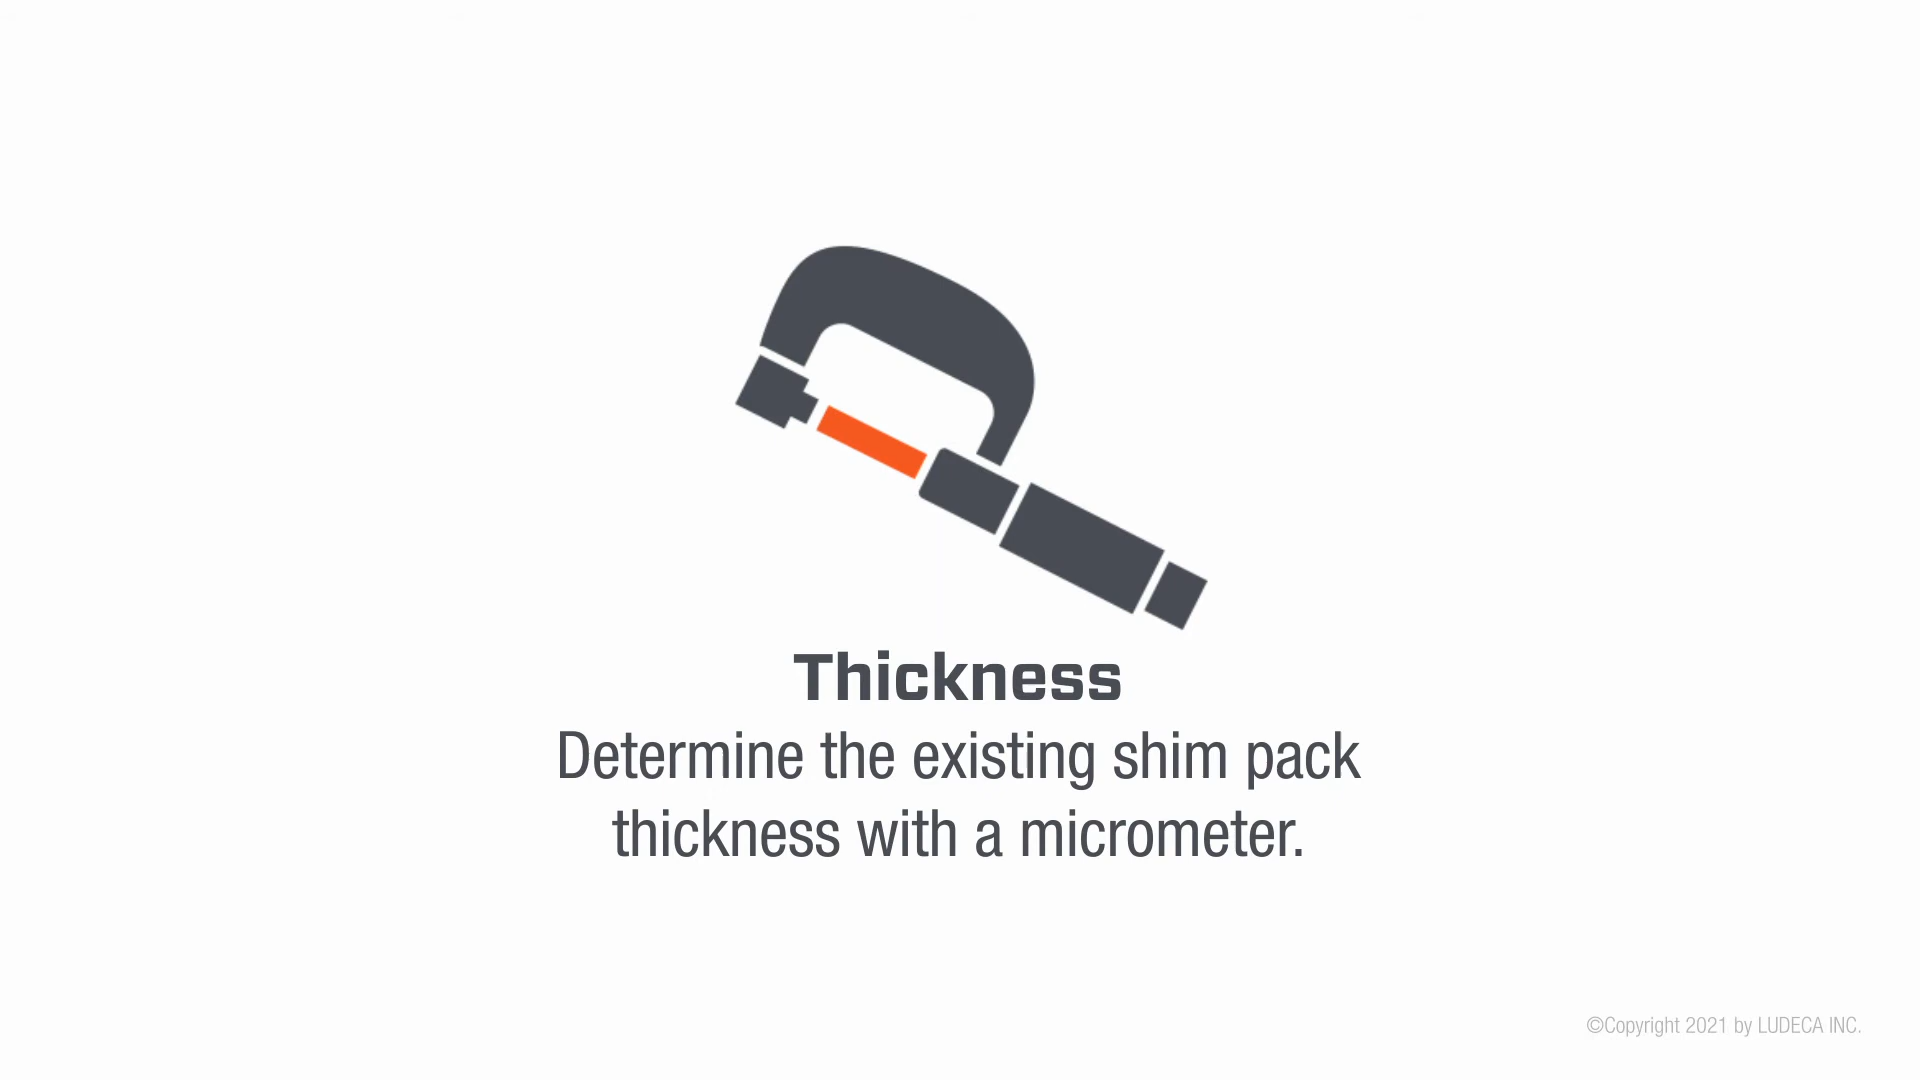 Thickness
Determine the existing shim pack
thickness with a micrometer.
©Copyright 2021 by LUDECA INC.